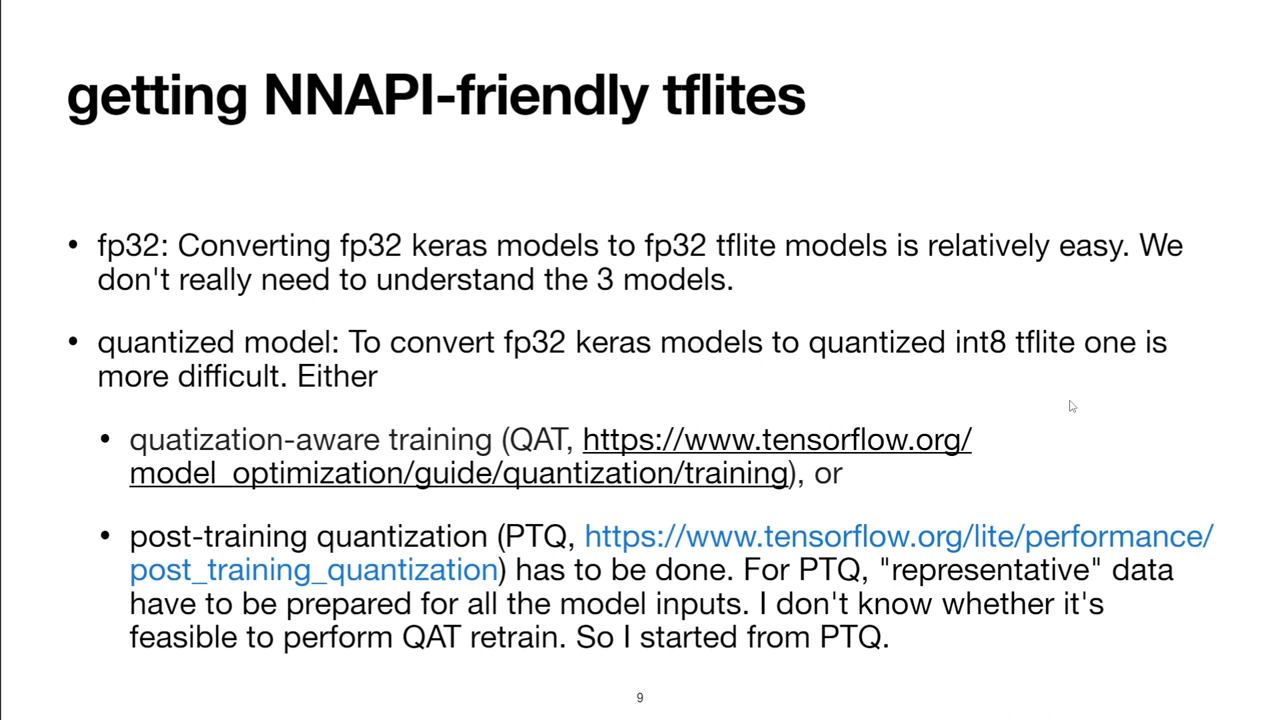 getting NNAPI-friendly tflites
• fp32: Converting fp32 keras models to fp32 tflite models is relatively easy. We
don't really need to understand the 3 models.
• quantized model: To convert fp32 keras models to quantized int8 tflite one is
more difficult. Either
• quatization-aware training (QAT, https://www.tensorflow.org/
model_optimization/guide/quantization/training), or
• post-training quantization (PTQ, https://www.tensorflow.org/lite/performance/
post_training_quantization) has to be done. For PTQ, "representative" data
have to be prepared for all the model inputs. I don't know whether it's
feasible to perform QAT retrain. So I started from PTQ.
9